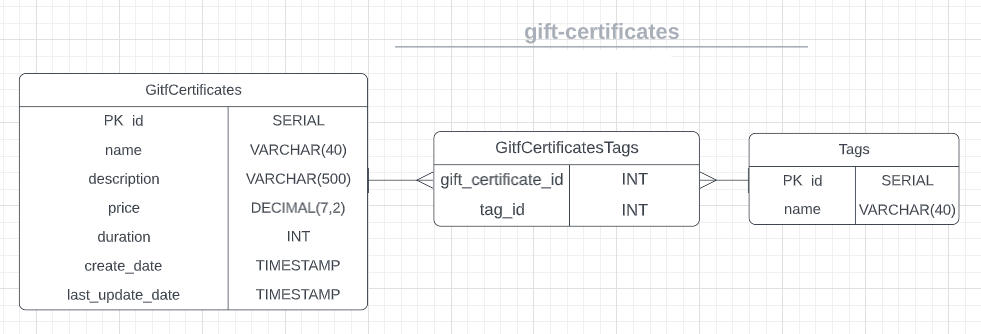 gift-certificates
GitfCertificates
PK id SERIAL
name VARCHAR(40)
description VARCHAR(500)
price DECIMAL(7,2)
duration INT
create_date TIMESTAMP
last_update_date TIMESTAMP
GitfCertificatesTags
gift_certificate_id INT
tag_id INT
Tags
PK id SERIAL
name VARCHAR(40)